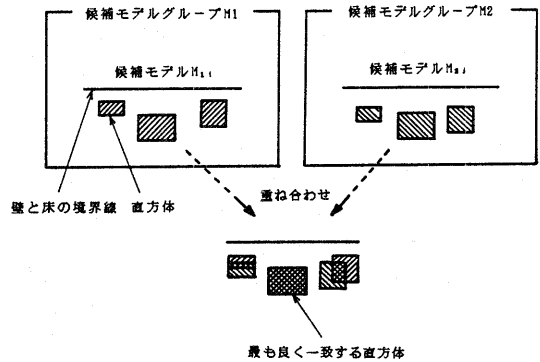 候補モデルグループM1
候補モデルグループM2
候補モデルM1i
候補モデルM2j
壁と床の境界線
直方体
重ね合わせ
最も良く一致する直方体